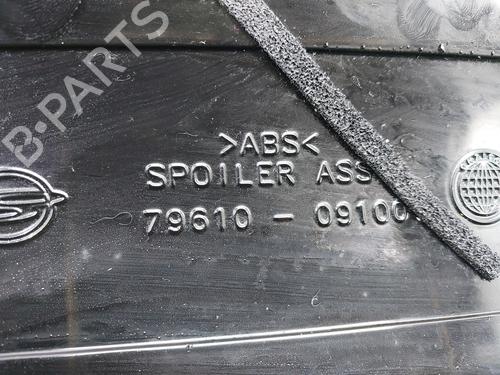 B-PARTS
>ABS<
SPOILER ASS
79610 - 09100